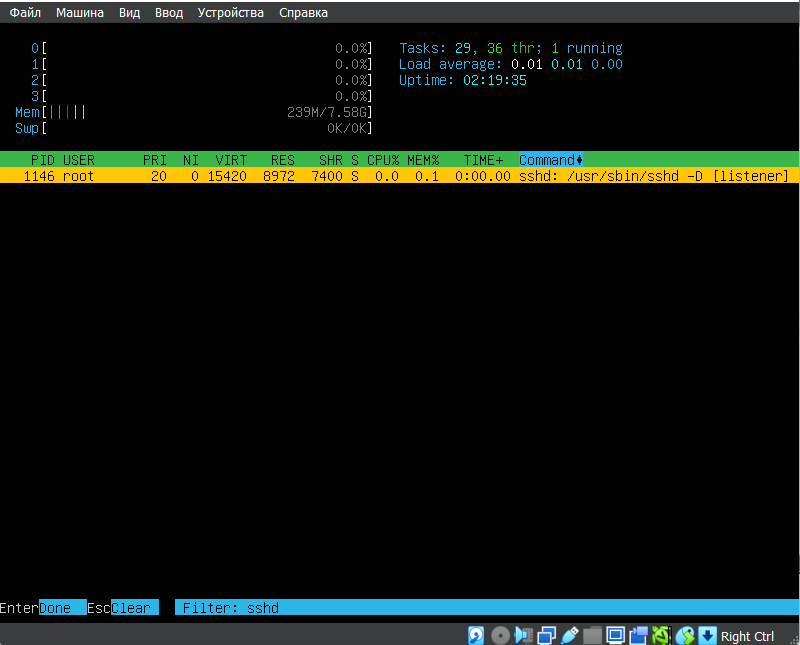 Файл Машина Вид Ввод Устройства Справка
0[ 0.0%] Tasks: 29, 36 thr; 1 running
1[ 0.0%] Load average: 0.01 0.01 0.00
2[ 0.0%] Uptime: 02:19:35
3[ 0.0%]
Mem[||||| 239M/7.58G]
Swp[ 0K/0K]
PID USER PRI NI VIRT RES SHR S CPU% MEM% TIME+ Command
1146 root 20 0 15420 8972 7400 S 0.0 0.1 0:00.00 sshd: /usr/sbin/sshd -D [listener]
EnterDone EscClear Filter: sshd
Right Ctrl